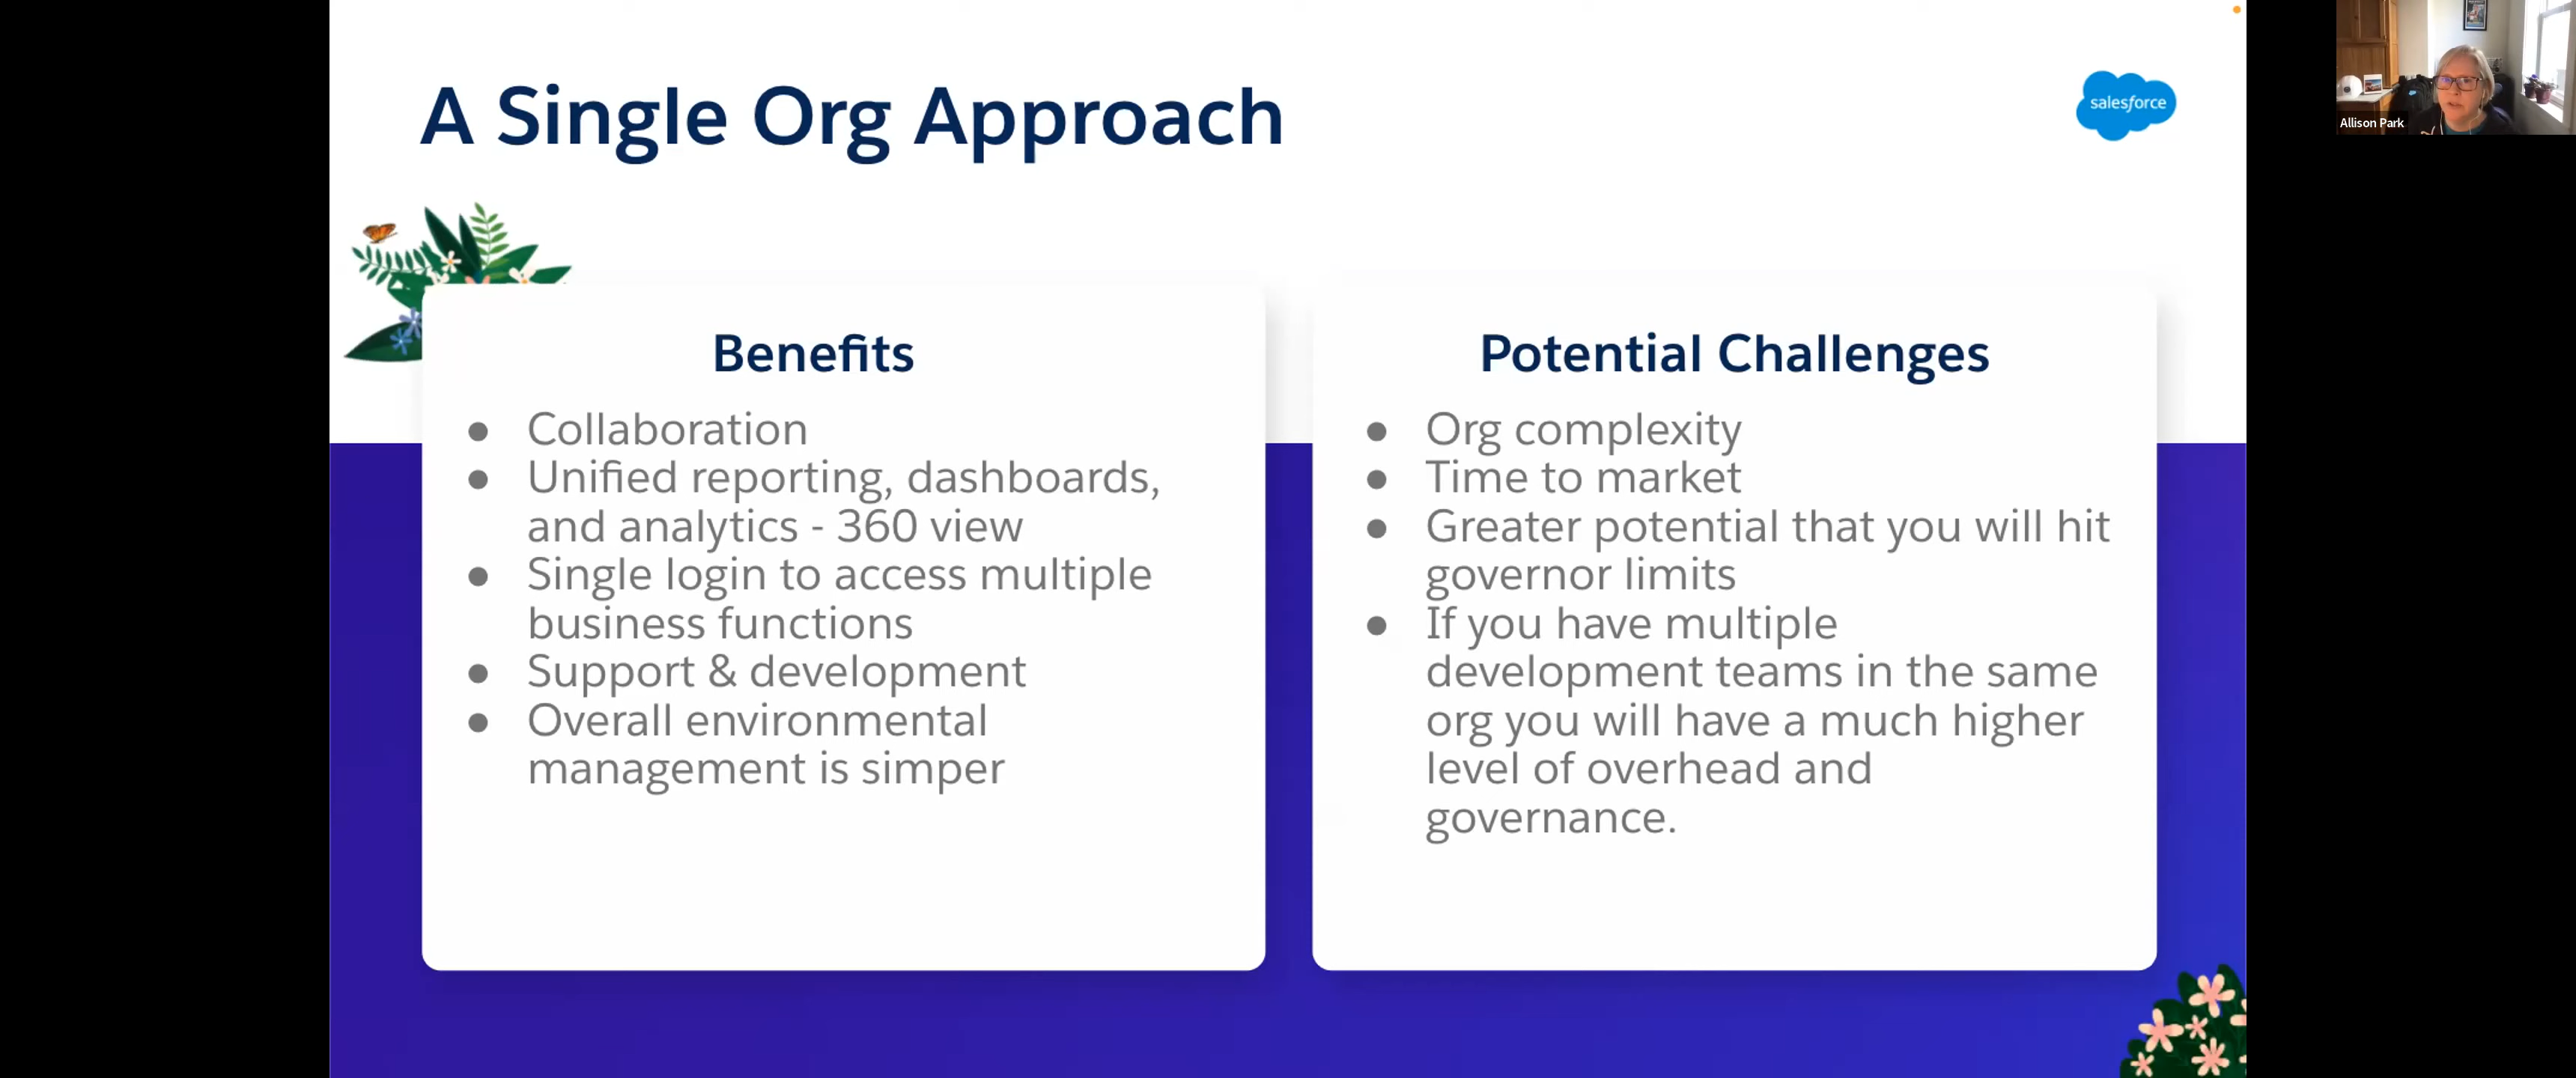 A Single Org Approach
salesforce
Allison Park
Benefits
● Collaboration
● Unified reporting, dashboards,
and analytics - 360 view
● Single login to access multiple
business functions
● Support & development
● Overall environmental
management is simper
Potential Challenges
● Org complexity
● Time to market
● Greater potential that you will hit
governor limits
● If you have multiple
development teams in the same
org you will have a much higher
level of overhead and
governance.